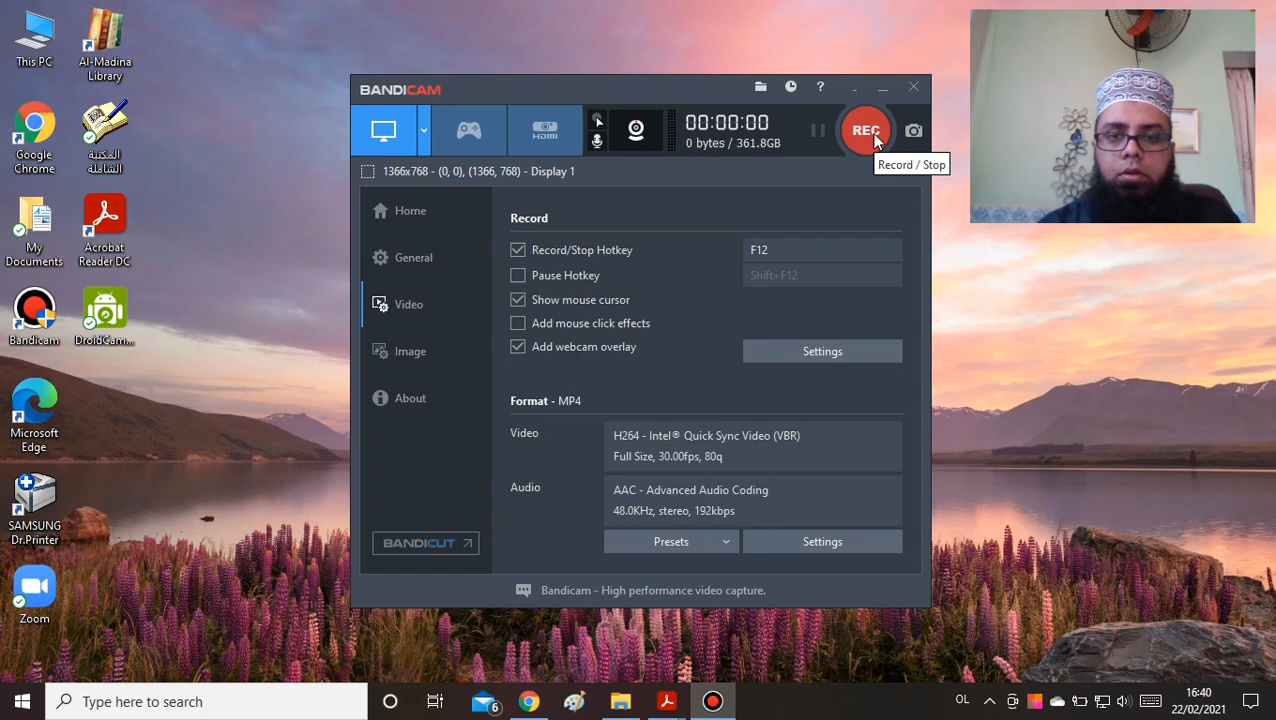 This PC
Al-Madina
Library
Google
Chrome
المكتبة
الشاملة
My
Documents
Acrobat
Reader DC
Bandicam
DroidCam...
Microsoft
Edge
SAMSUNG
Dr.Printer
Zoom
BANDICAM
?
HDMI
00:00:00
0 bytes / 361.8GB
REC
Record / Stop
1366x768 - (0, 0), (1366, 768) - Display 1
Home
General
Video
Image
About
BANDICUT
Record
Record/Stop Hotkey
F12
Pause Hotkey
Shift+F12
Show mouse cursor
Add mouse click effects
Add webcam overlay
Settings
Format - MP4
Video
H264 - Intel® Quick Sync Video (VBR)
Full Size, 30.00fps, 80q
Audio
AAC - Advanced Audio Coding
48.0KHz, stereo, 192kbps
Presets
Settings
Bandicam - High performance video capture.
Type here to search
6
OL
16:40
22/02/2021